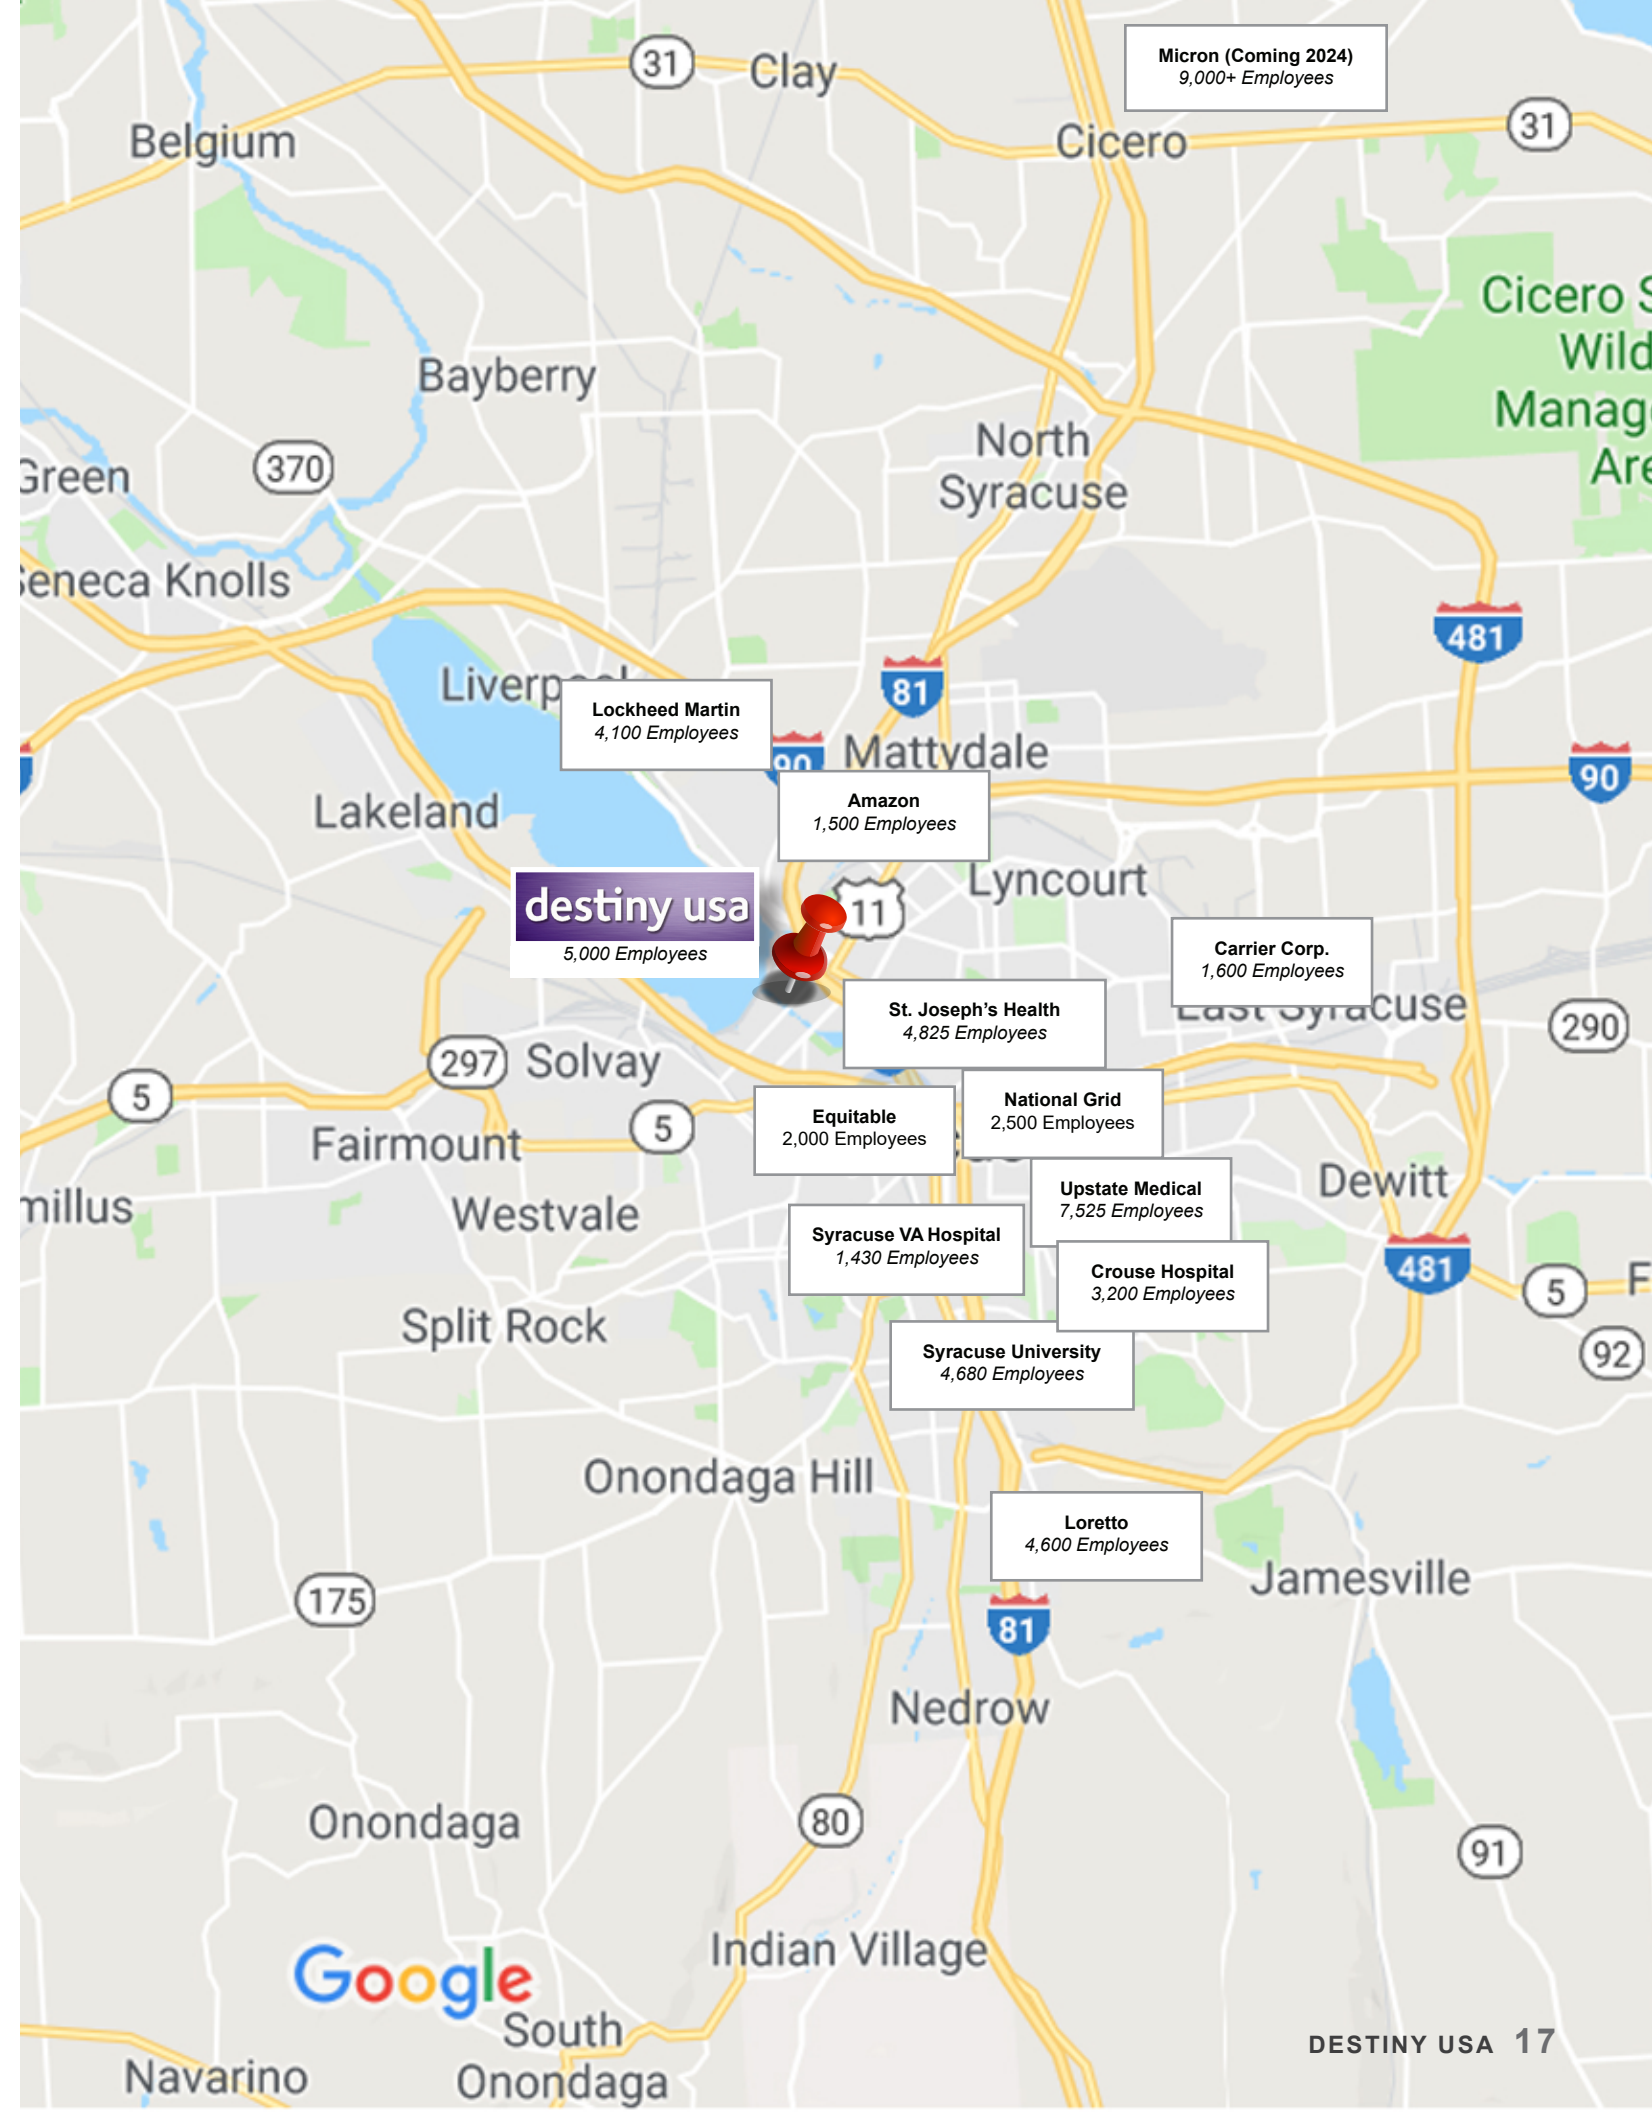 Micron (Coming 2024)
9,000+ Employees
31
Clay
31
Belgium
Cicero
Cicero S
Wild
Bayberry
Manag
North
Syracuse
370
Green
Are
Seneca Knolls
481
81
Lockheed Martin
4,100 Employees
90
Mattydale
90
Amazon
1,500 Employees
Lakeland
Lyncourt
destiny usa
5,000 Employees
11
Carrier Corp.
1,600 Employees
East Syracuse
St. Joseph's Health
4,825 Employees
290
297
Solvay
5
National Grid
2,500 Employees
Equitable
2,000 Employees
5
Fairmount
Upstate Medical
7,525 Employees
Dewitt
millus
Westvale
Syracuse VA Hospital
1,430 Employees
481
Crouse Hospital
3,200 Employees
5
F
Split Rock
Syracuse University
4,680 Employees
92
Onondaga Hill
Loretto
4,600 Employees
Jamesville
175
81
Nedrow
Onondaga
80
91
Indian Village
Google
South
Onondaga
Navarino
DESTINY USA 17